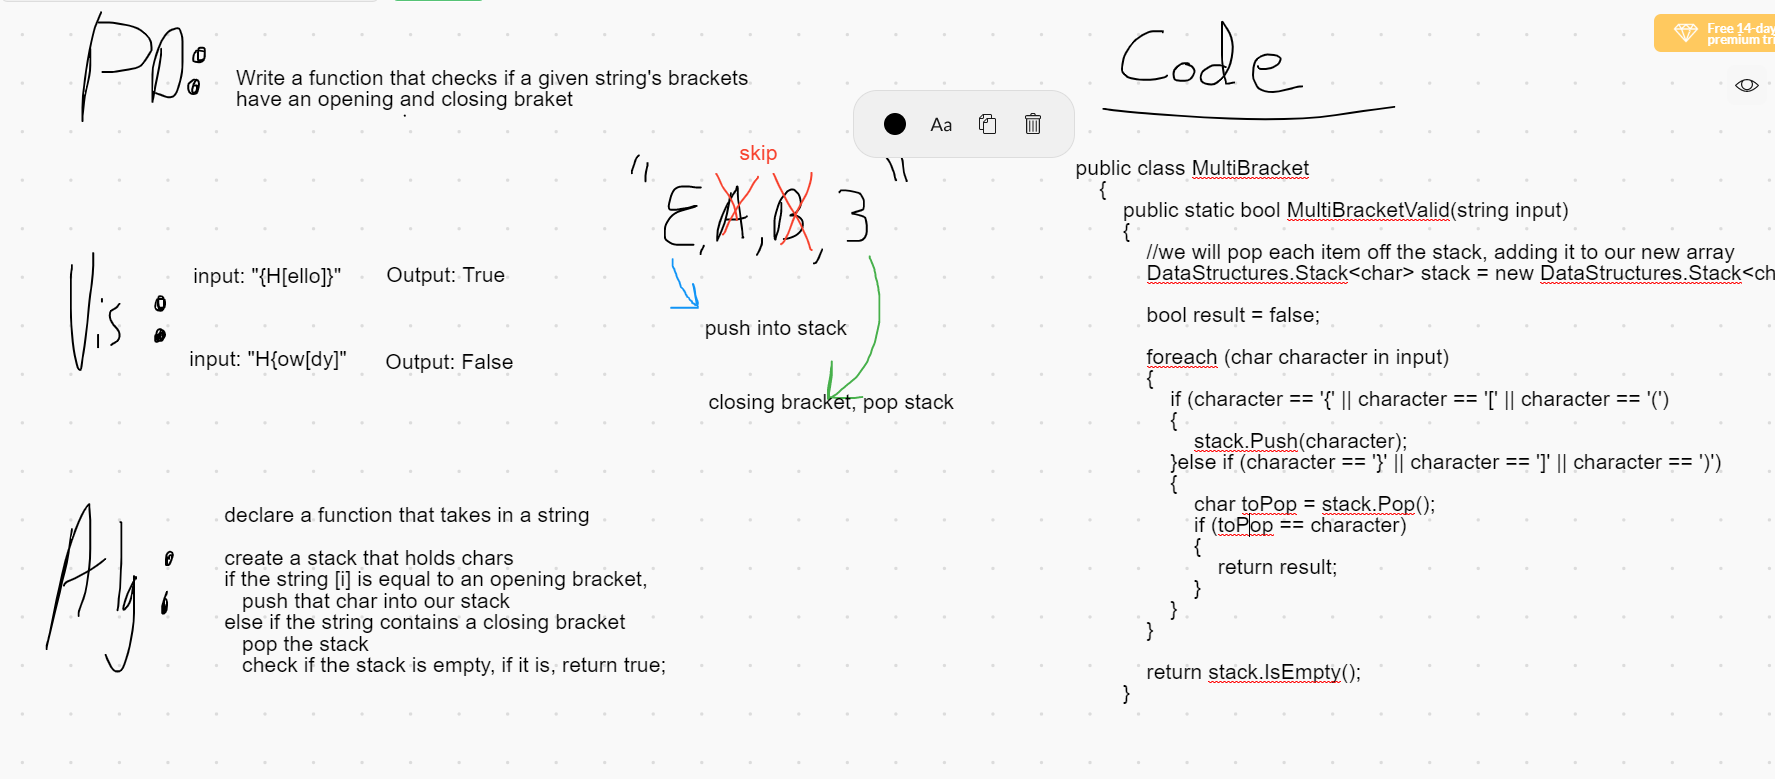 PD:
Write a function that checks if a given string's brackets
have an opening and closing braket
Vis:
input: "{H[ello]}" Output: True
input: "H{ow[dy]" Output: False
skip
"{,A,B,}"
push into stack
closing bracket, pop stack
Alg:
declare a function that takes in a string
create a stack that holds chars
if the string [i] is equal to an opening bracket,
push that char into our stack
else if the string contains a closing bracket
pop the stack
check if the stack is empty, if it is, return true;
Aa
Free 14-day
premium tri
Code
public class MultiBracket
{
public static bool MultiBracketValid(string input)
{
//we will pop each item off the stack, adding it to our new array
DataStructures.Stack<char> stack = new DataStructures.Stack<ch
bool result = false;
foreach (char character in input)
{
if (character == '{' || character == '[' || character == '(')
{
stack.Push(character);
}else if (character == '}' || character == ']' || character == ')')
{
char toPop = stack.Pop();
if (toPop == character)
{
return result;
}
}
}
return stack.IsEmpty();
}